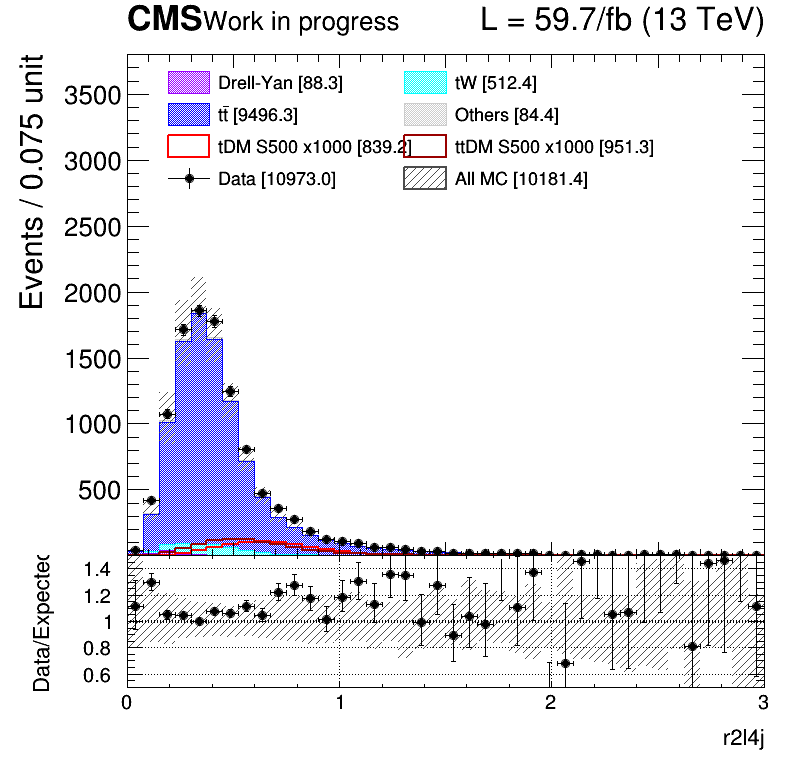 CMS Work in progress L = 59.7/fb (13 TeV)
Events / 0.075 unit
3500
3000
2500
2000
1500
1000
500
Drell-Yan [88.3] tW [512.4]
tt̄ [9496.3] Others [84.4]
tDM S500 x1000 [839.2] ttDM S500 x1000 [951.3]
Data [10973.0] All MC [10181.4]
Data/Expected
1.4
1.2
1
0.8
0.6
0 1 2 3
r2l4j